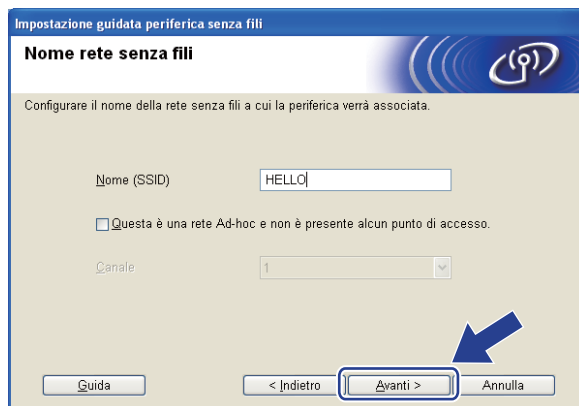 Impostazione guidata periferica senza fili
Nome rete senza fili
Configurare il nome della rete senza fili a cui la periferica verrà associata.
Nome (SSID) HELLO
Questa è una rete Ad-hoc e non è presente alcun punto di accesso.
Canale 1
Guida < Indietro Avanti > Annulla